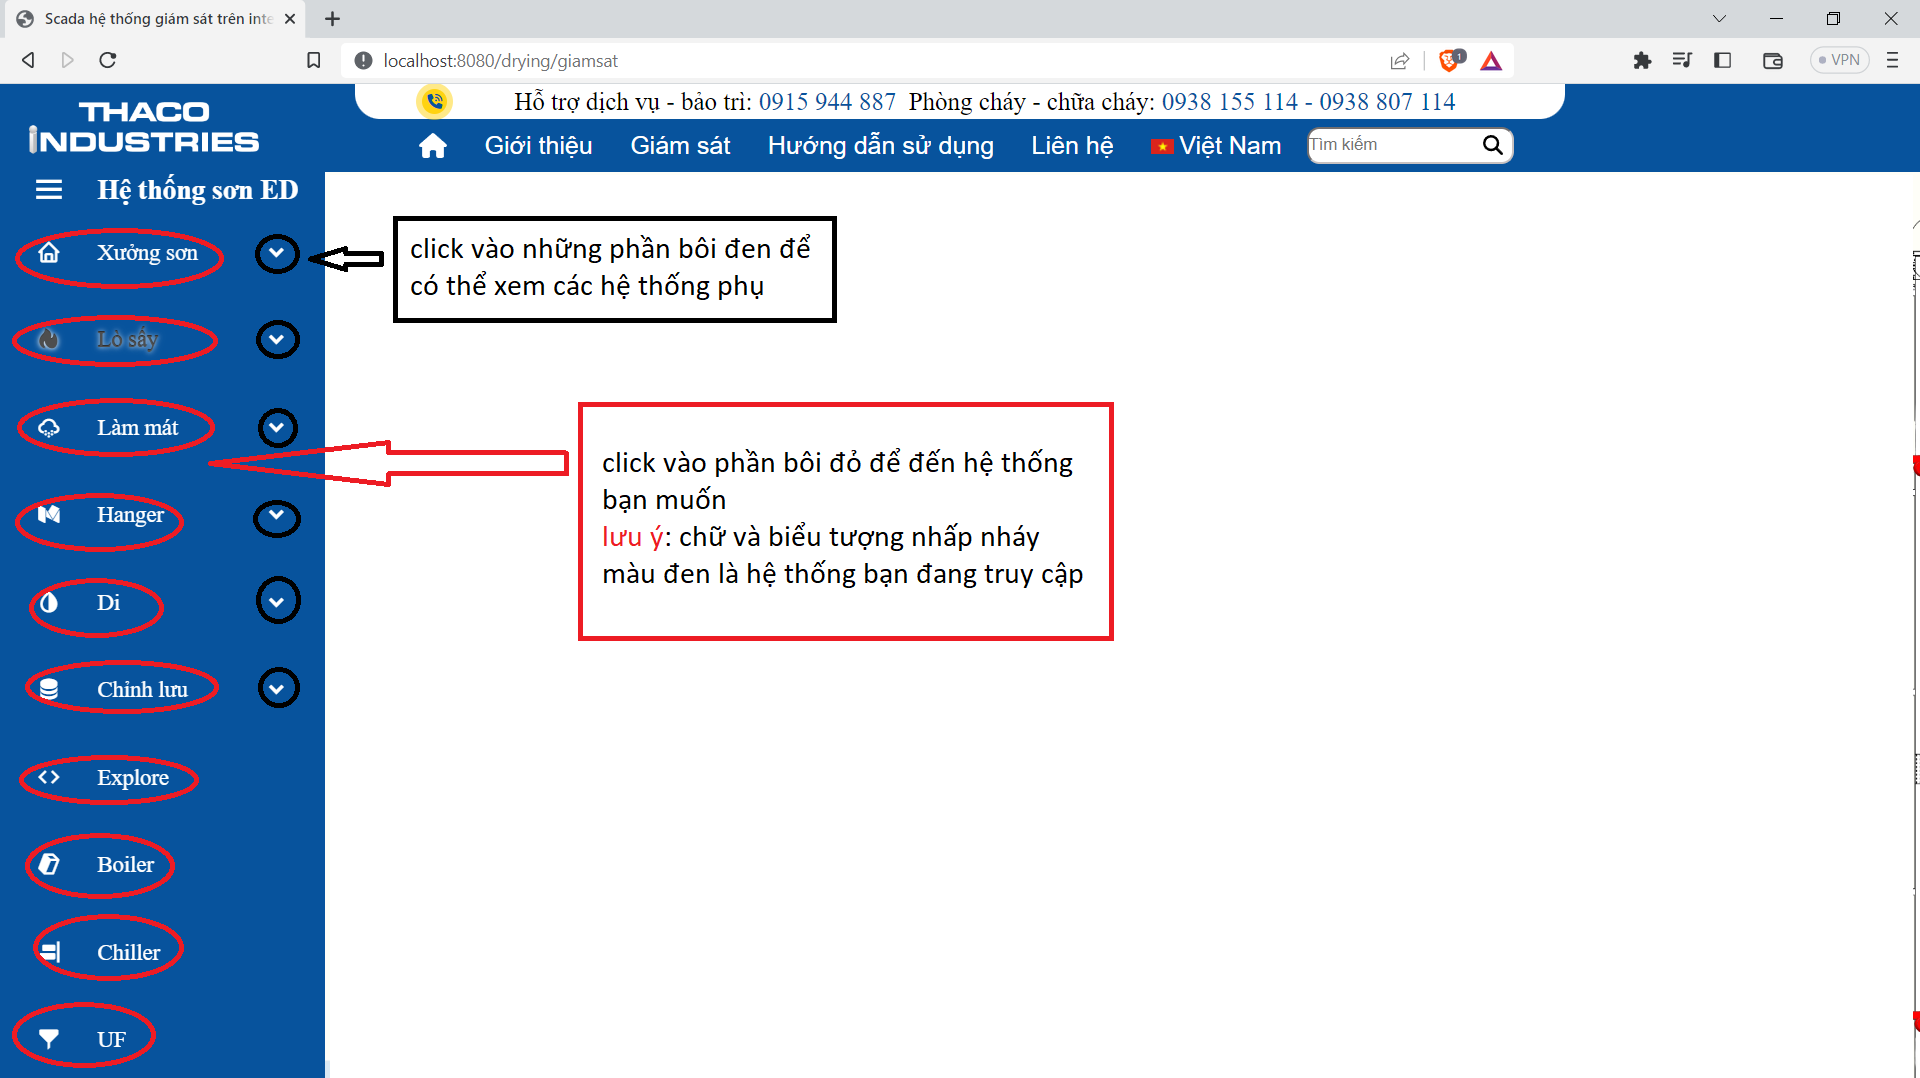 Scada hệ thống giám sát trên inte
localhost:8080/drying/giamsat
1
VPN
THACO
INDUSTRIES
Hỗ trợ dịch vụ - bảo trì: 0915 944 887 Phòng cháy - chữa cháy: 0938 155 114 - 0938 807 114
Giới thiệu Giám sát Hướng dẫn sử dụng Liên hệ Việt Nam Tìm kiếm
Hệ thống sơn ED
Xưởng sơn
click vào những phần bôi đen để
có thể xem các hệ thống phụ
Lò sấy
Làm mát
click vào phần bôi đỏ để đến hệ thống
bạn muốn
lưu ý: chữ và biểu tượng nhấp nháy
màu đen là hệ thống bạn đang truy cập
Hanger
Di
Chỉnh lưu
Explore
Boiler
Chiller
UF